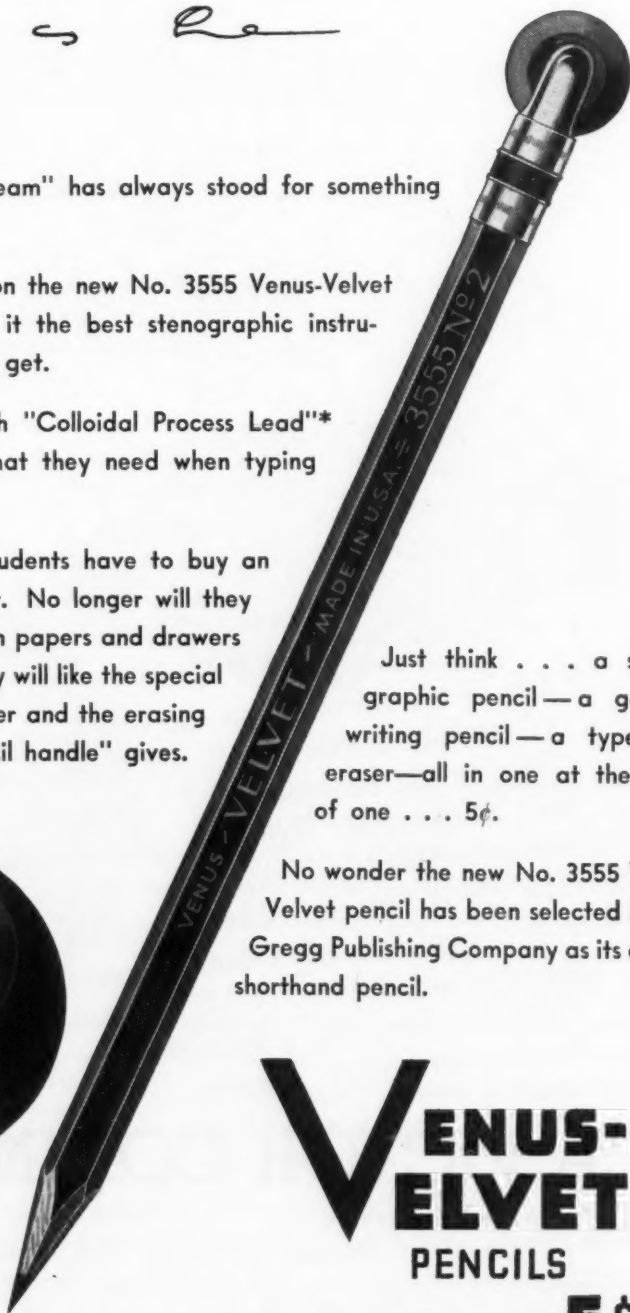 eam" has always stood for something
on the new No. 3555 Venus-Velvet
it the best stenographic instru-
get.
h "Colloidal Process Lead"*
hat they need when typing
udents have to buy an
r. No longer will they
n papers and drawers
y will like the special
er and the erasing
il handle" gives.
VENUS - VELVET - MADE IN U.S.A. = 3555 Nº 2
Just think . . . a s
graphic pencil — a g
writing pencil — a type
eraser—all in one at the
of one . . . 5¢.
No wonder the new No. 3555
Velvet pencil has been selected
Gregg Publishing Company as its
shorthand pencil.
VENUS-
VELVET
PENCILS
5¢